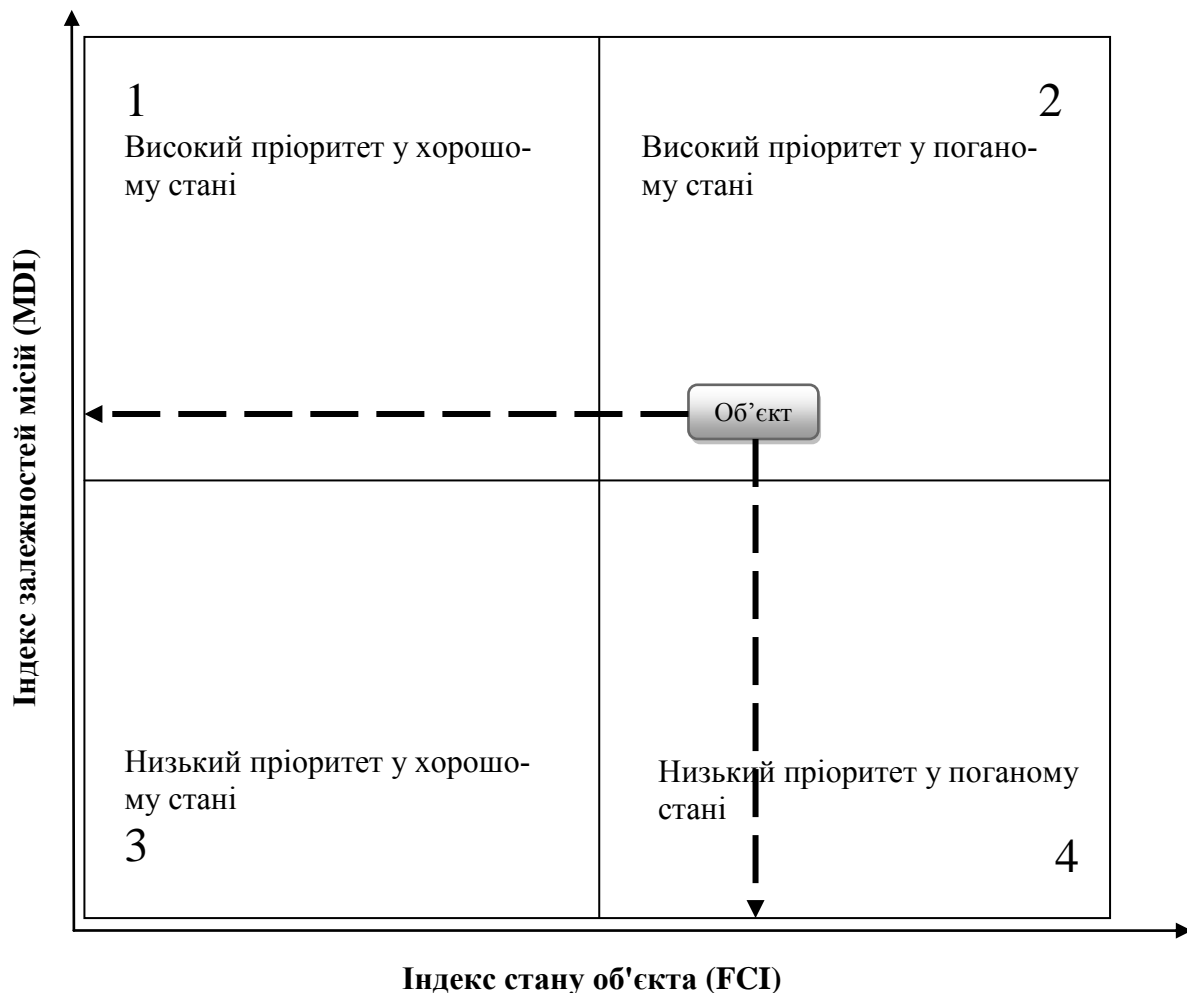 1
Високий пріоритет у хорошо-
му стані
2
Високий пріоритет у погано-
му стані
Об’єкт
Індекс залежностей місій (MDI)
Низький пріоритет у хорошо-
му стані
3
Низький пріоритет у поганому
стані
4
Індекс стану об'єкта (FCI)